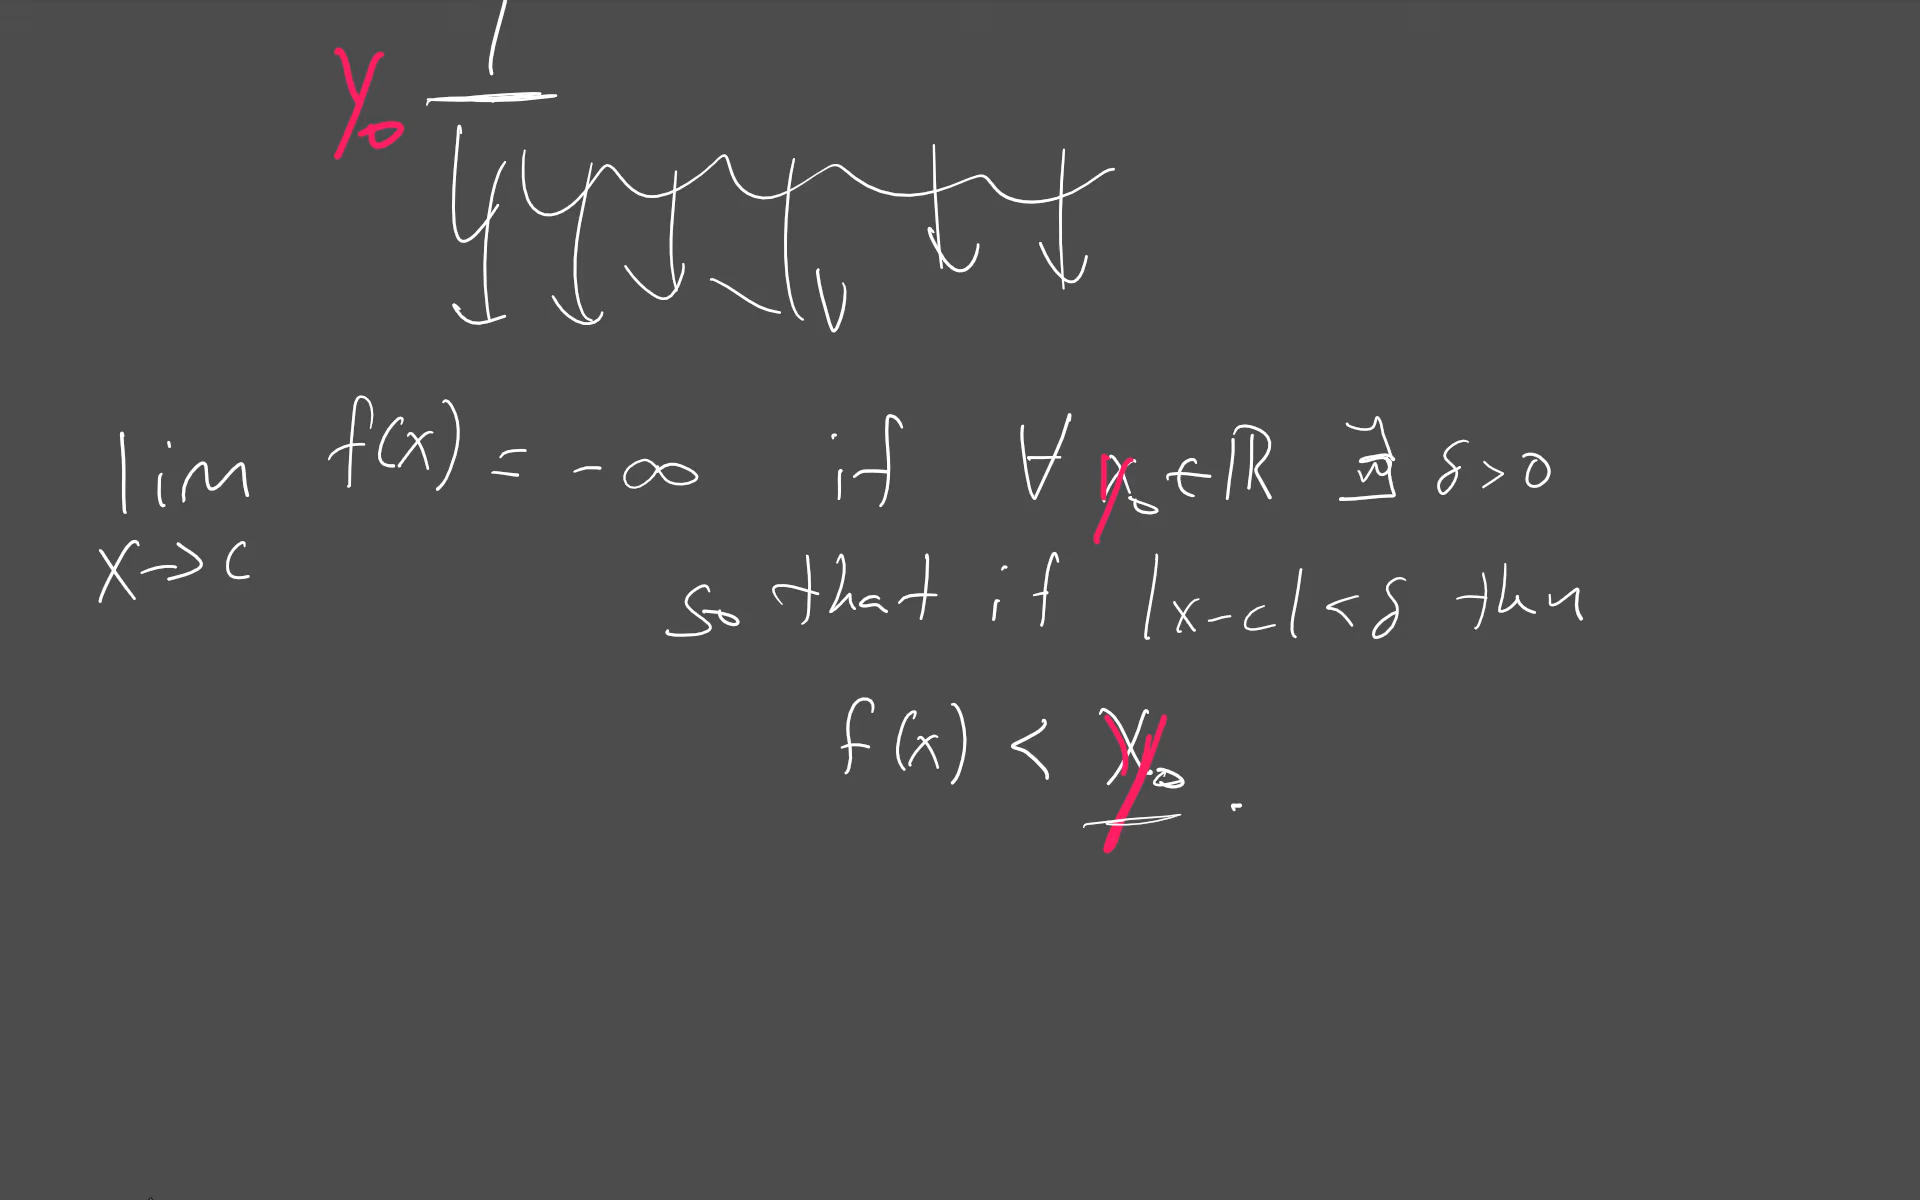 y₀
lim f(x) = -∞ if ∀ y₀ ∈ ℝ ∃ δ > 0
x → c
so that if |x - c| < δ then
f(x) < y₀.